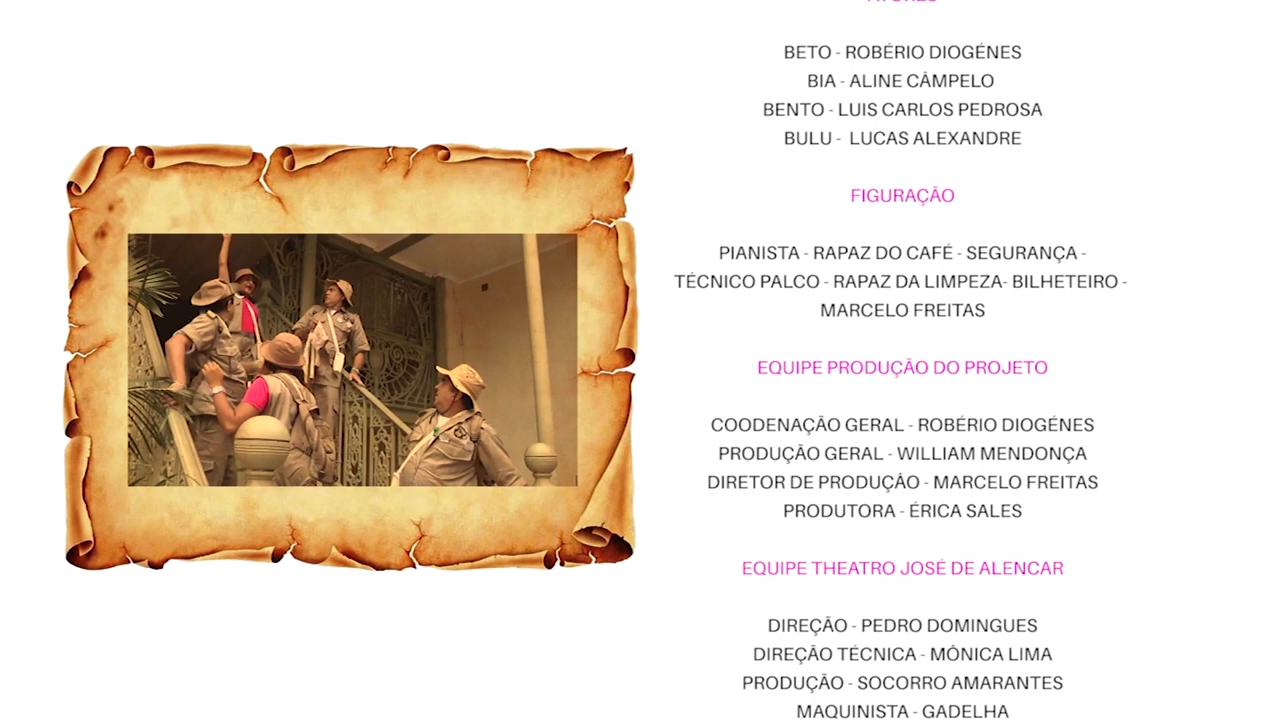 BETO - ROBÉRIO DIOGÉNES
BIA - ALINE CÂMPELO
BENTO - LUIS CARLOS PEDROSA
BULU - LUCAS ALEXANDRE
FIGURAÇÃO
PIANISTA - RAPAZ DO CAFÉ - SEGURANÇA -
TÉCNICO PALCO - RAPAZ DA LIMPEZA- BILHETEIRO -
MARCELO FREITAS
EQUIPE PRODUÇÃO DO PROJETO
COODENAÇÃO GERAL - ROBÉRIO DIOGÉNES
PRODUÇÃO GERAL - WILLIAM MENDONÇA
DIRETOR DE PRODUÇÂO - MARCELO FREITAS
PRODUTORA - ÉRICA SALES
EQUIPE THEATRO JOSÉ DE ALENCAR
DIREÇÃO - PEDRO DOMINGUES
DIREÇÃO TÉCNICA - MÔNICA LIMA
PRODUÇÃO - SOCORRO AMARANTES
MAQUINISTA - GADELHA